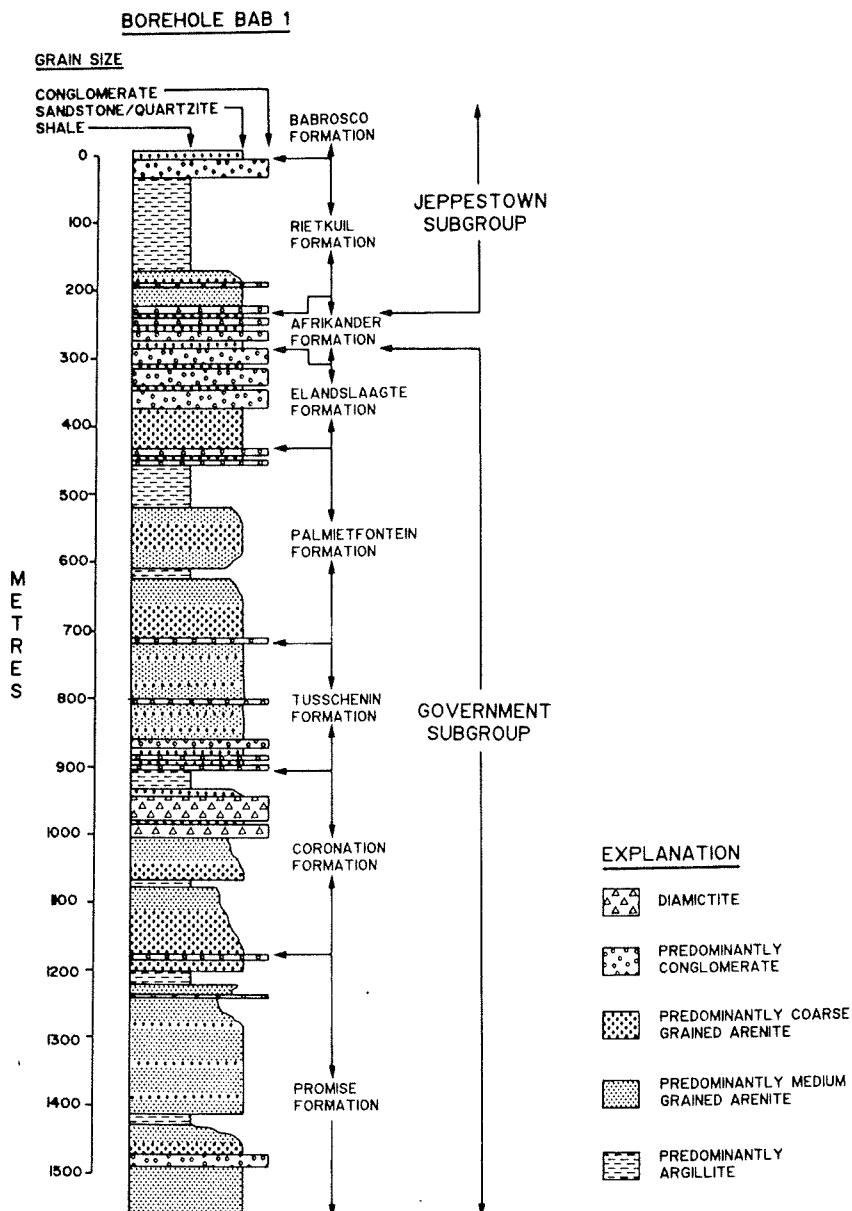 BOREHOLE BAB 1
GRAIN SIZE
CONGLOMERATE
SANDSTONE/QUARTZITE
SHALE
BABROSCO
FORMATION
RIETKUIL
FORMATION
AFRIKANDER
FORMATION
ELANDSLAAGTE
FORMATION
PALMIETFONTEIN
FORMATION
TUSSCHENIN
FORMATION
CORONATION
FORMATION
PROMISE
FORMATION
JEPPESTOWN
SUBGROUP
GOVERNMENT
SUBGROUP
METRES
0
100
200
300
400
500
600
700
800
900
1000
1100
1200
1300
1400
1500
EXPLANATION
DIAMICTITE
PREDOMINANTLY
CONGLOMERATE
PREDOMINANTLY COARSE
GRAINED ARENITE
PREDOMINANTLY MEDIUM
GRAINED ARENITE
PREDOMINANTLY
ARGILLITE